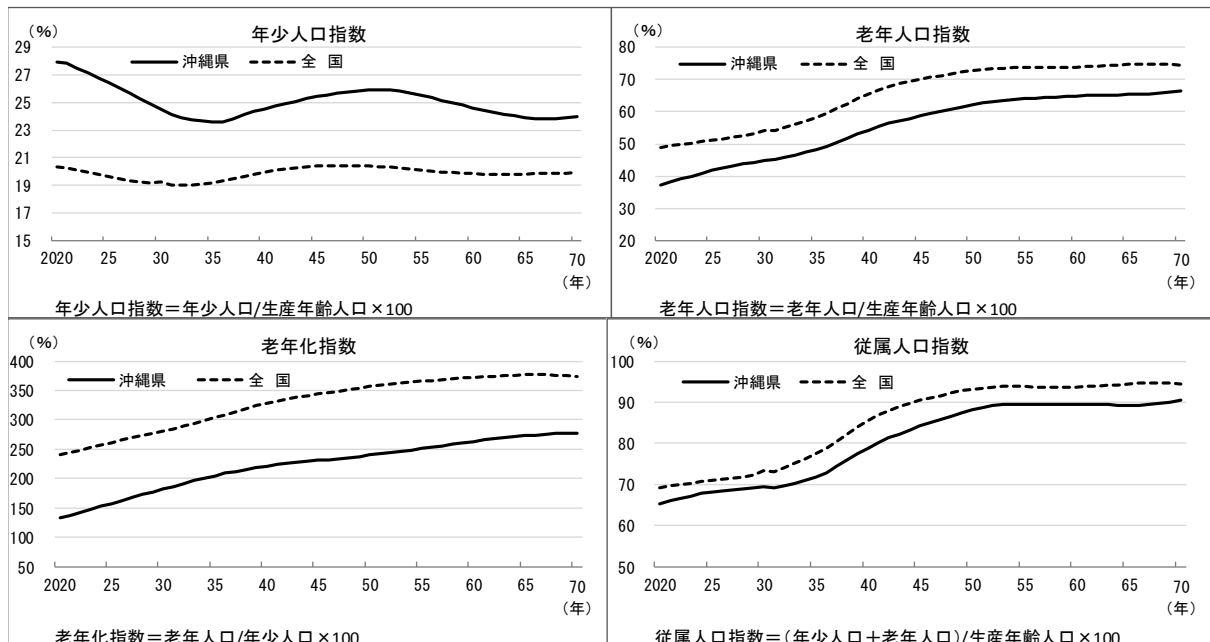 年少人口指数
(%)
沖縄県 全 国
29
27
25
23
21
19
17
15
2020 25 30 35 40 45 50 55 60 65 70
(年)
年少人口指数＝年少人口/生産年齢人口×100
老年人口指数
(%)
沖縄県 全 国
80
70
60
50
40
30
20
2020 25 30 35 40 45 50 55 60 65 70
(年)
老年人口指数＝老年人口/生産年齢人口×100
老年化指数
(%)
沖縄県 全 国
400
350
300
250
200
150
100
50
2020 25 30 35 40 45 50 55 60 65 70
(年)
老年化指数＝老年人口/年少人口×100
従属人口指数
(%)
沖縄県 全 国
100
90
80
70
60
50
2020 25 30 35 40 45 50 55 60 65 70
(年)
従属人口指数＝(年少人口＋老年人口)/生産年齢人口×100